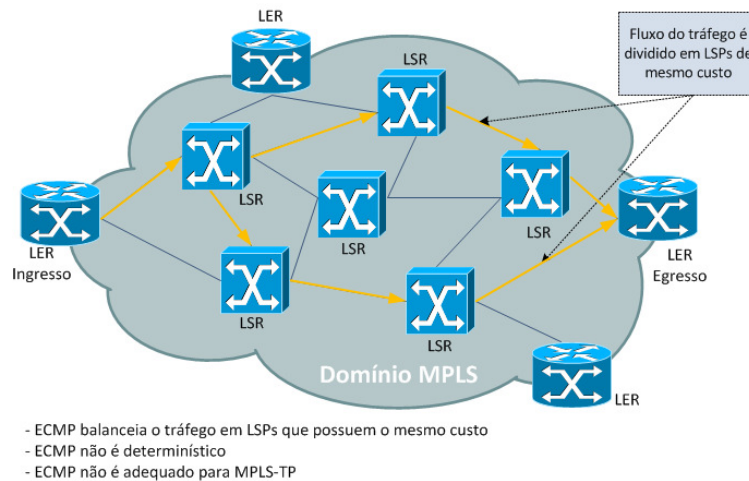 LER
LSR
Fluxo do tráfego é
dividido em LSPs de
mesmo custo
LSR
LSR
LSR
LER
Ingresso
LER
Egresso
LSR
LSR
Domínio MPLS
LER
- ECMP balanceia o tráfego em LSPs que possuem o mesmo custo
- ECMP não é determinístico
- ECMP não é adequado para MPLS-TP